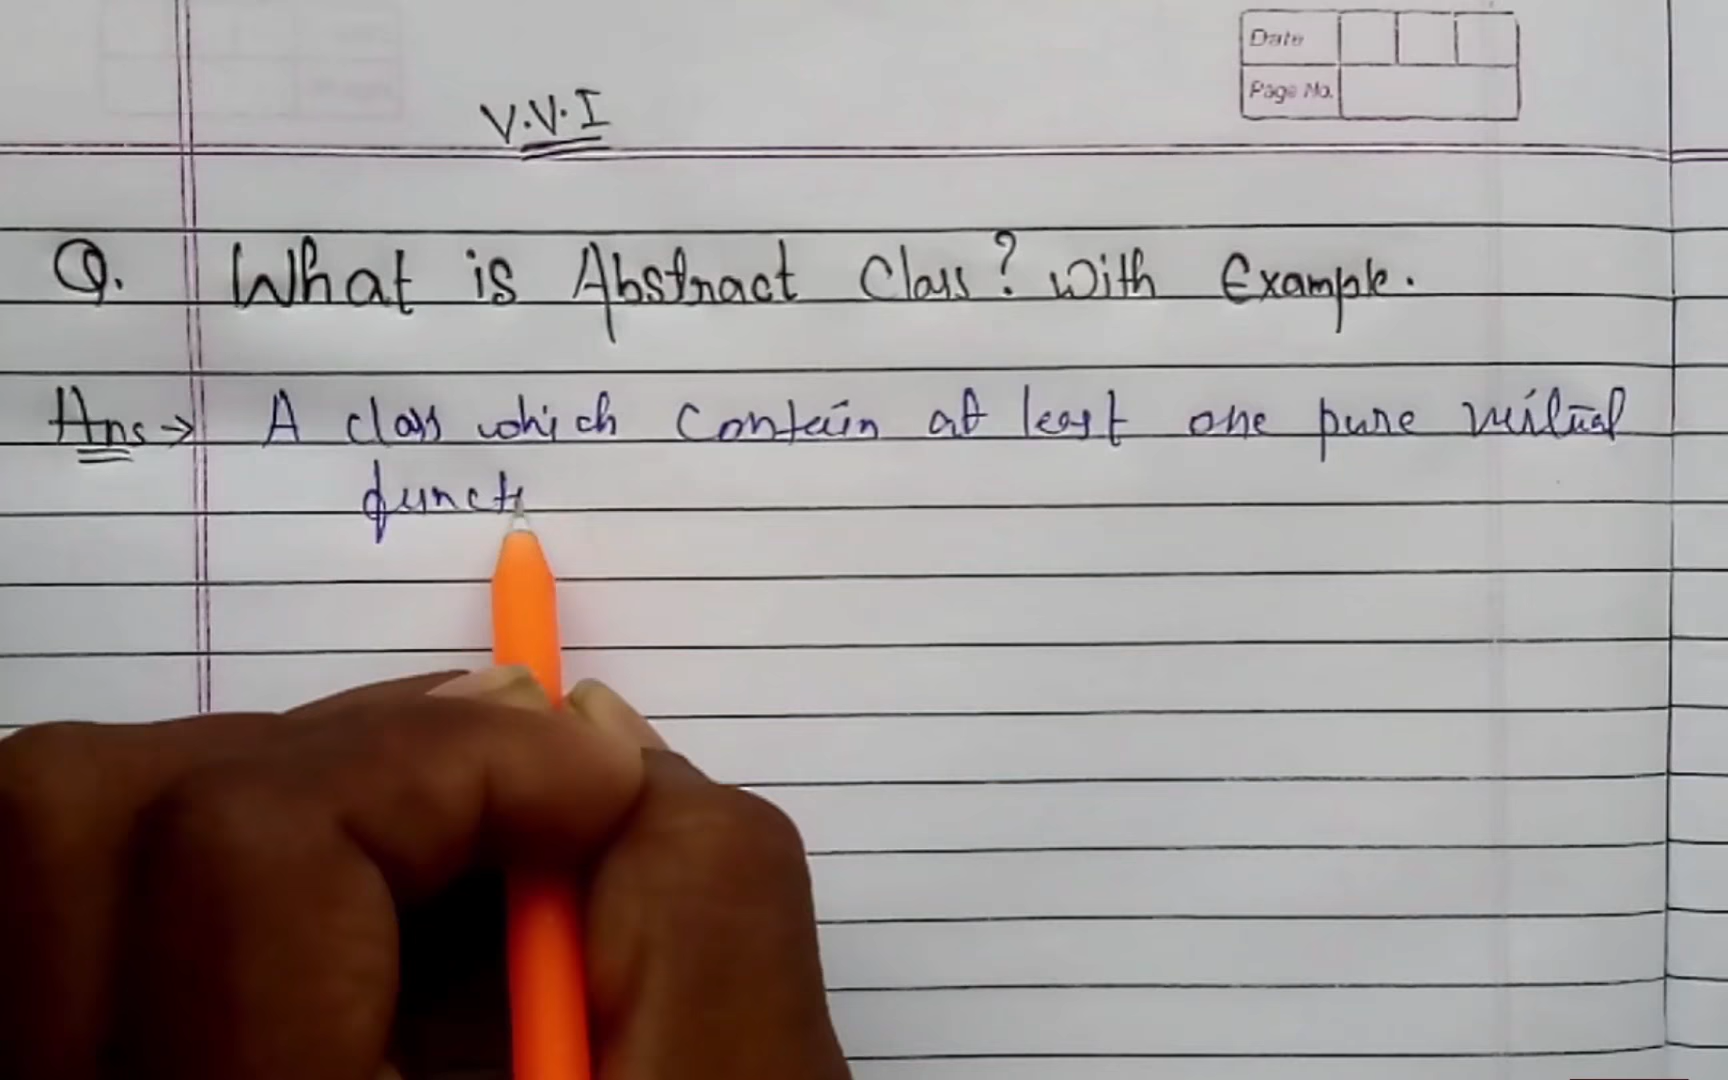 Date
Page No.
V.V.I
Q. What is Abstract Class? With Example.
Ans → A class which contain at least one pure virtual
funct